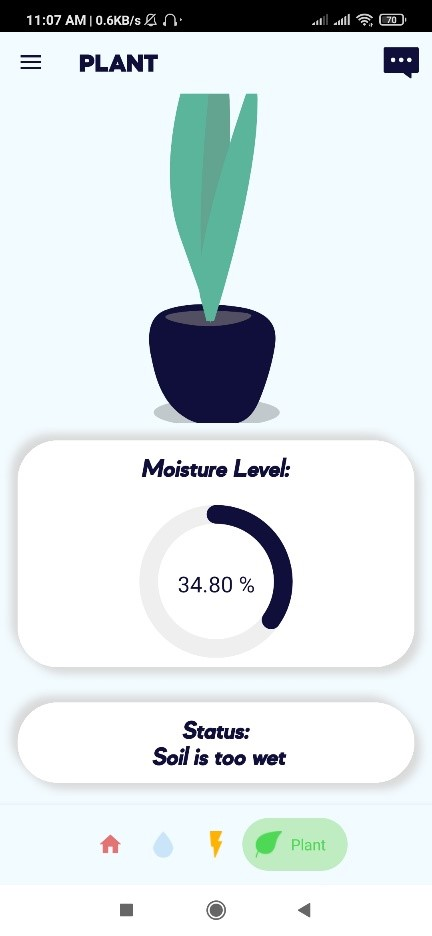 11:07 AM | 0.6KB/s
70
PLANT
Moisture Level:
34.80 %
Status:
Soil is too wet
Plant